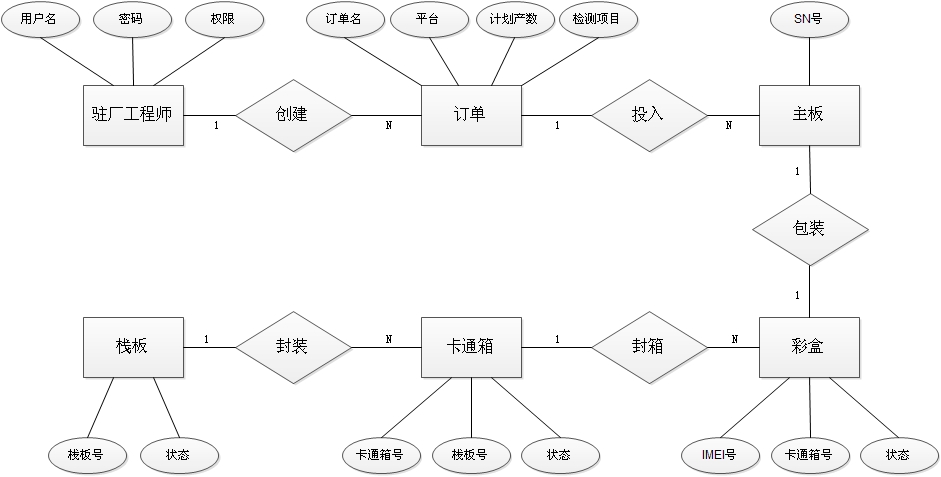 用户名
密码
权限
订单名
平台
计划产数
检测项目
SN号
驻厂工程师
1
创建
N
订单
1
投入
N
主板
1
包装
1
栈板
1
封装
N
卡通箱
1
封箱
N
彩盒
栈板号
状态
卡通箱号
栈板号
状态
IMEI号
卡通箱号
状态